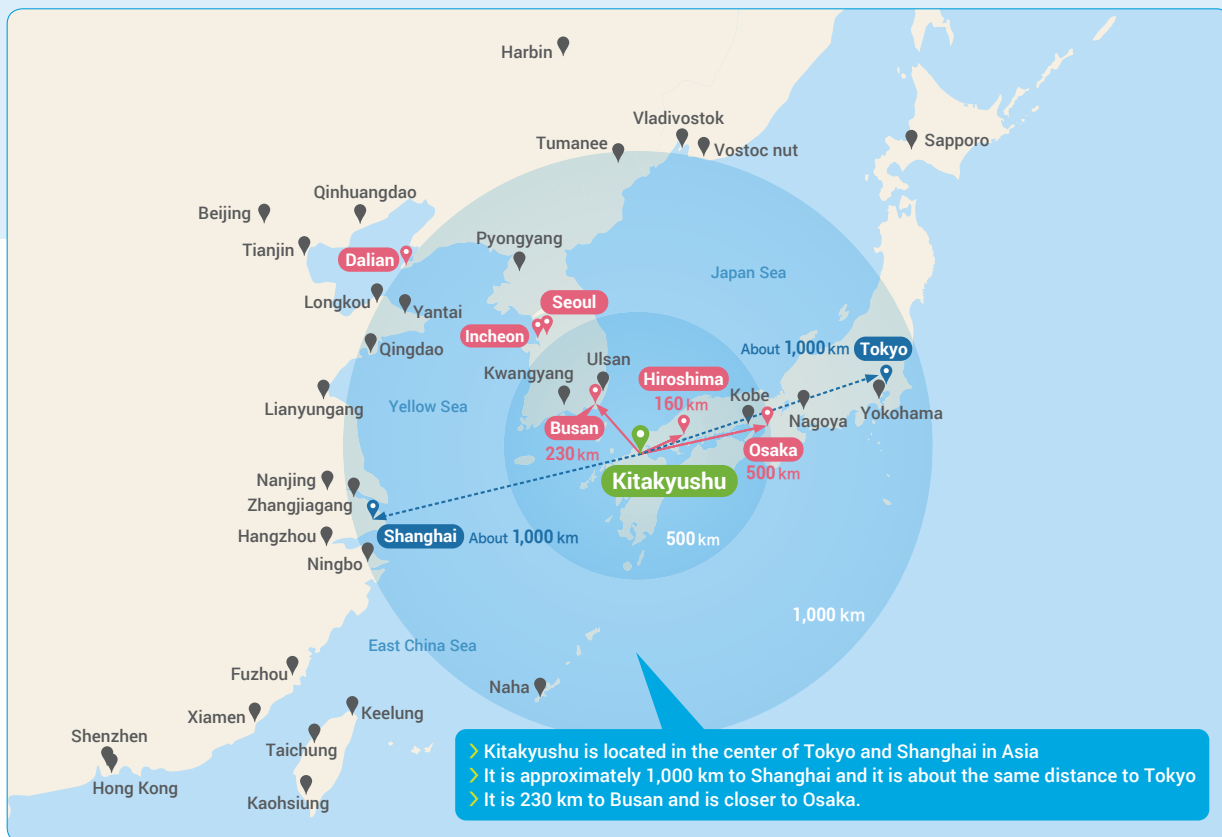 Harbin
Vladivostok
Tumanee
Vostoc nut
Sapporo
Qinhuangdao
Beijing
Tianjin
Pyongyang
Dalian
Japan Sea
Longkou
Yantai
Seoul
Incheon
Qingdao
About 1,000 km Tokyo
Ulsan
Kwangyang
Hiroshima
160 km
Kobe
Lianyungang
Yellow Sea
Nagoya
Yokohama
Busan
230 km
Osaka
500 km
Kitakyushu
Nanjing
Zhangjiagang
Hangzhou
Shanghai About 1,000 km
500 km
Ningbo
1,000 km
East China Sea
Fuzhou
Naha
Xiamen
Keelung
Shenzhen
Taichung
Hong Kong
Kaohsiung
> Kitakyushu is located in the center of Tokyo and Shanghai in Asia
> It is approximately 1,000 km to Shanghai and it is about the same distance to Tokyo
> It is 230 km to Busan and is closer to Osaka.